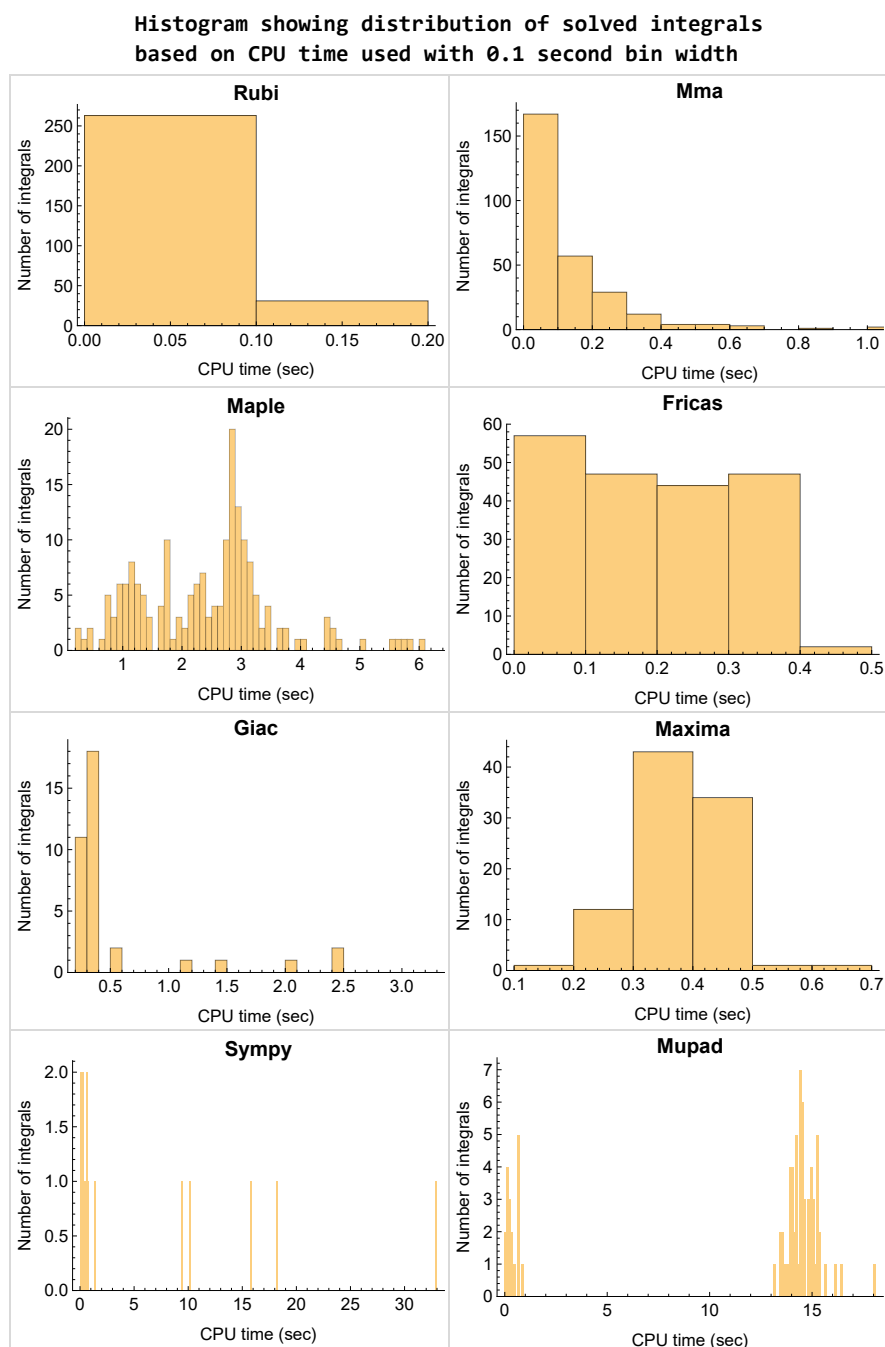 Histogram showing distribution of solved integrals
based on CPU time used with 0.1 second bin width
Rubi
Number of integrals
250
200
150
100
50
0
0.00 0.05 0.10 0.15 0.20
CPU time (sec)
Mma
Number of integrals
150
100
50
0
0.0 0.2 0.4 0.6 0.8 1.0
CPU time (sec)
Maple
Number of integrals
20
15
10
5
0
1 2 3 4 5 6
CPU time (sec)
Fricas
Number of integrals
60
50
40
30
20
10
0
0.0 0.1 0.2 0.3 0.4 0.5
CPU time (sec)
Giac
Number of integrals
15
10
5
0
0.5 1.0 1.5 2.0 2.5 3.0
CPU time (sec)
Maxima
Number of integrals
40
30
20
10
0
0.1 0.2 0.3 0.4 0.5 0.6 0.7
CPU time (sec)
Sympy
Number of integrals
2.0
1.5
1.0
0.5
0.0
0 5 10 15 20 25 30
CPU time (sec)
Mupad
Number of integrals
7
6
5
4
3
2
1
0
0 5 10 15
CPU time (sec)